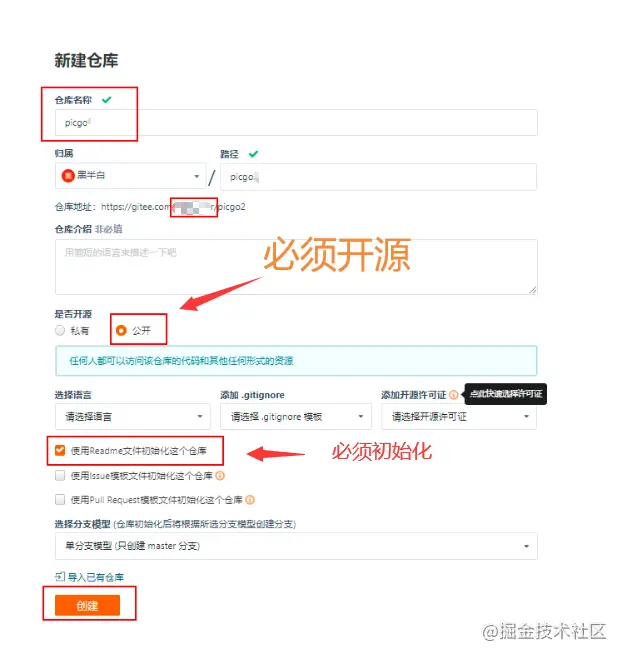 新建仓库
仓库名称
picgo
归属
路径
黑半白
/
picgo
仓库地址：https://gitee.com/ r/picgo2
仓库介绍 非必填
用简短的语言来描述一下吧
必须开源
是否开源
私有
公开
任何人都可以访问该仓库的代码和其他任何形式的资源
选择语言
添加 .gitignore
添加开源许可证
点此快速选择许可证
请选择语言
请选择 .gitignore 模板
请选择开源许可证
使用Readme文件初始化这个仓库
必须初始化
使用Issue模板文件初始化这个仓库
使用Pull Request模板文件初始化这个仓库
选择分支模型 (仓库初始化后将根据所选分支模型创建分支)
单分支模型 (只创建 master 分支)
导入已有仓库
创建
@掘金技术社区